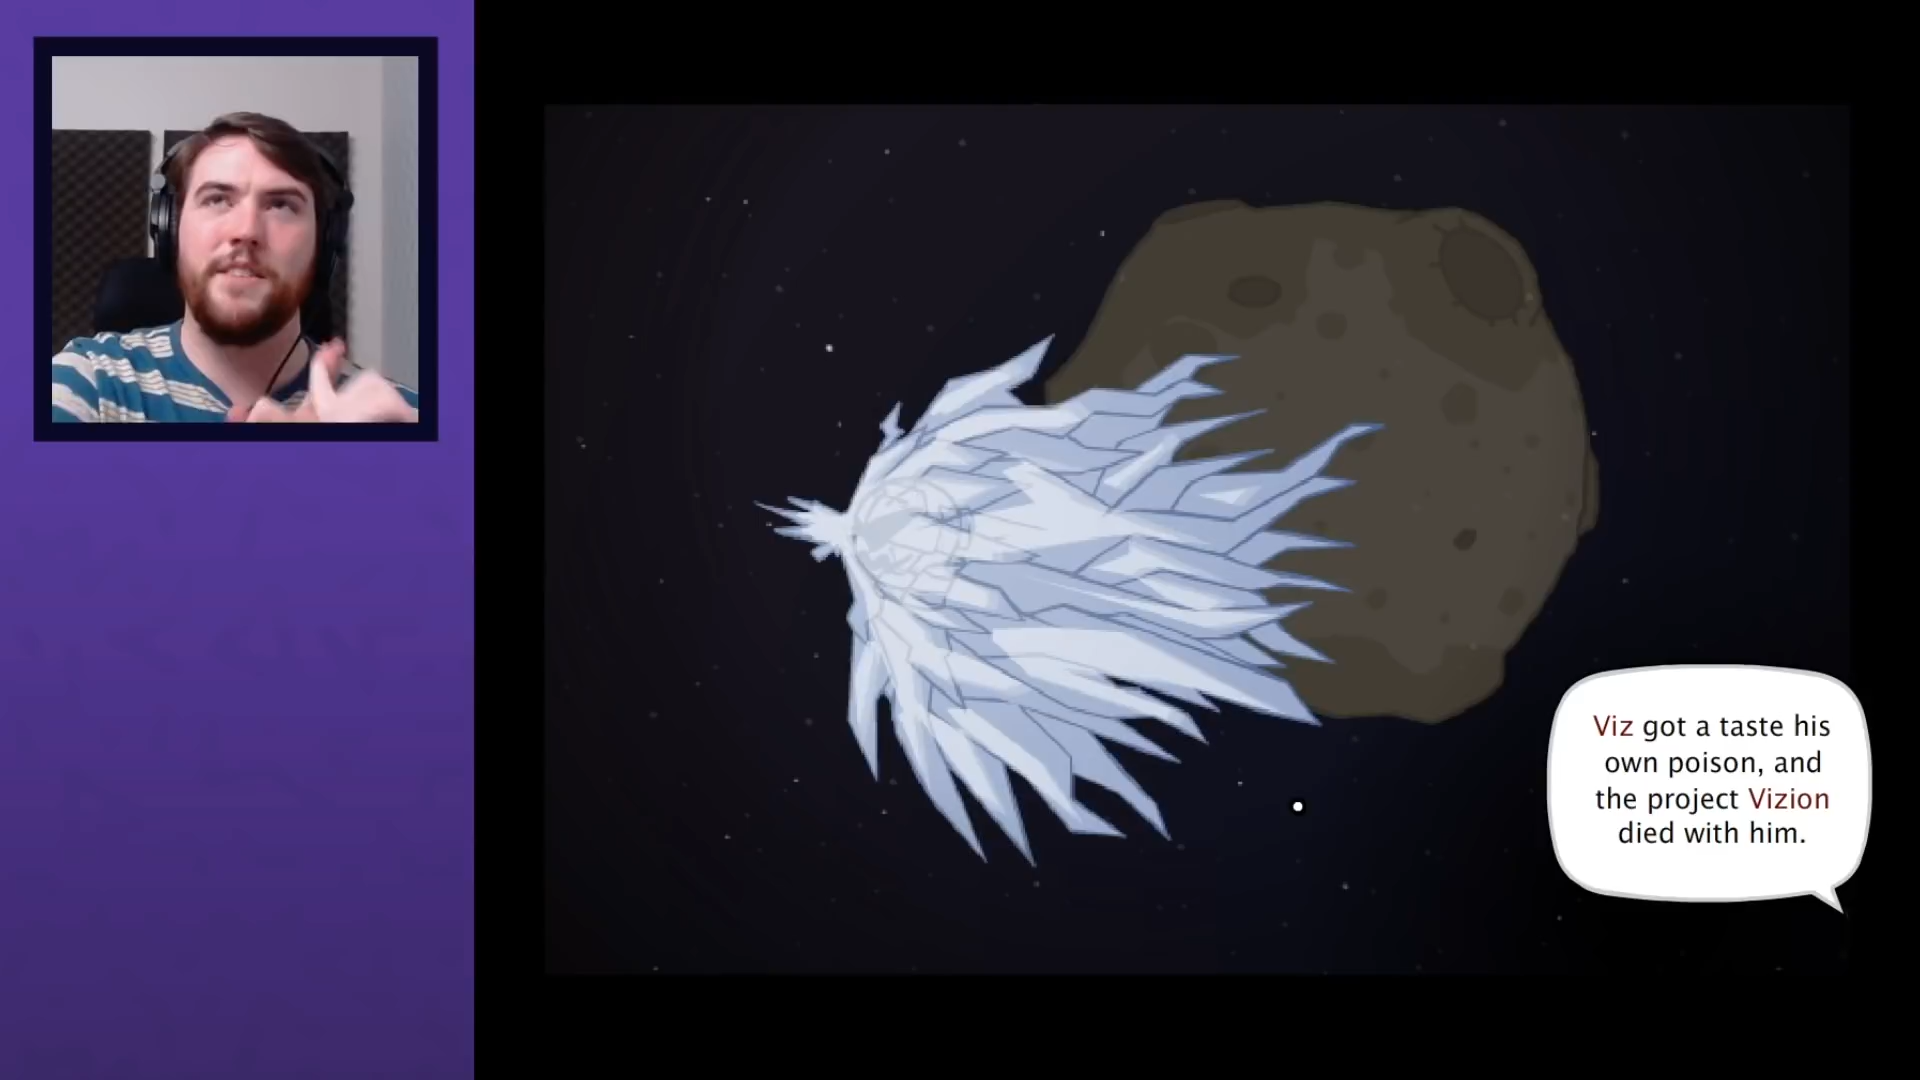 Viz got a taste his
own poison, and
the project Vizion
died with him.